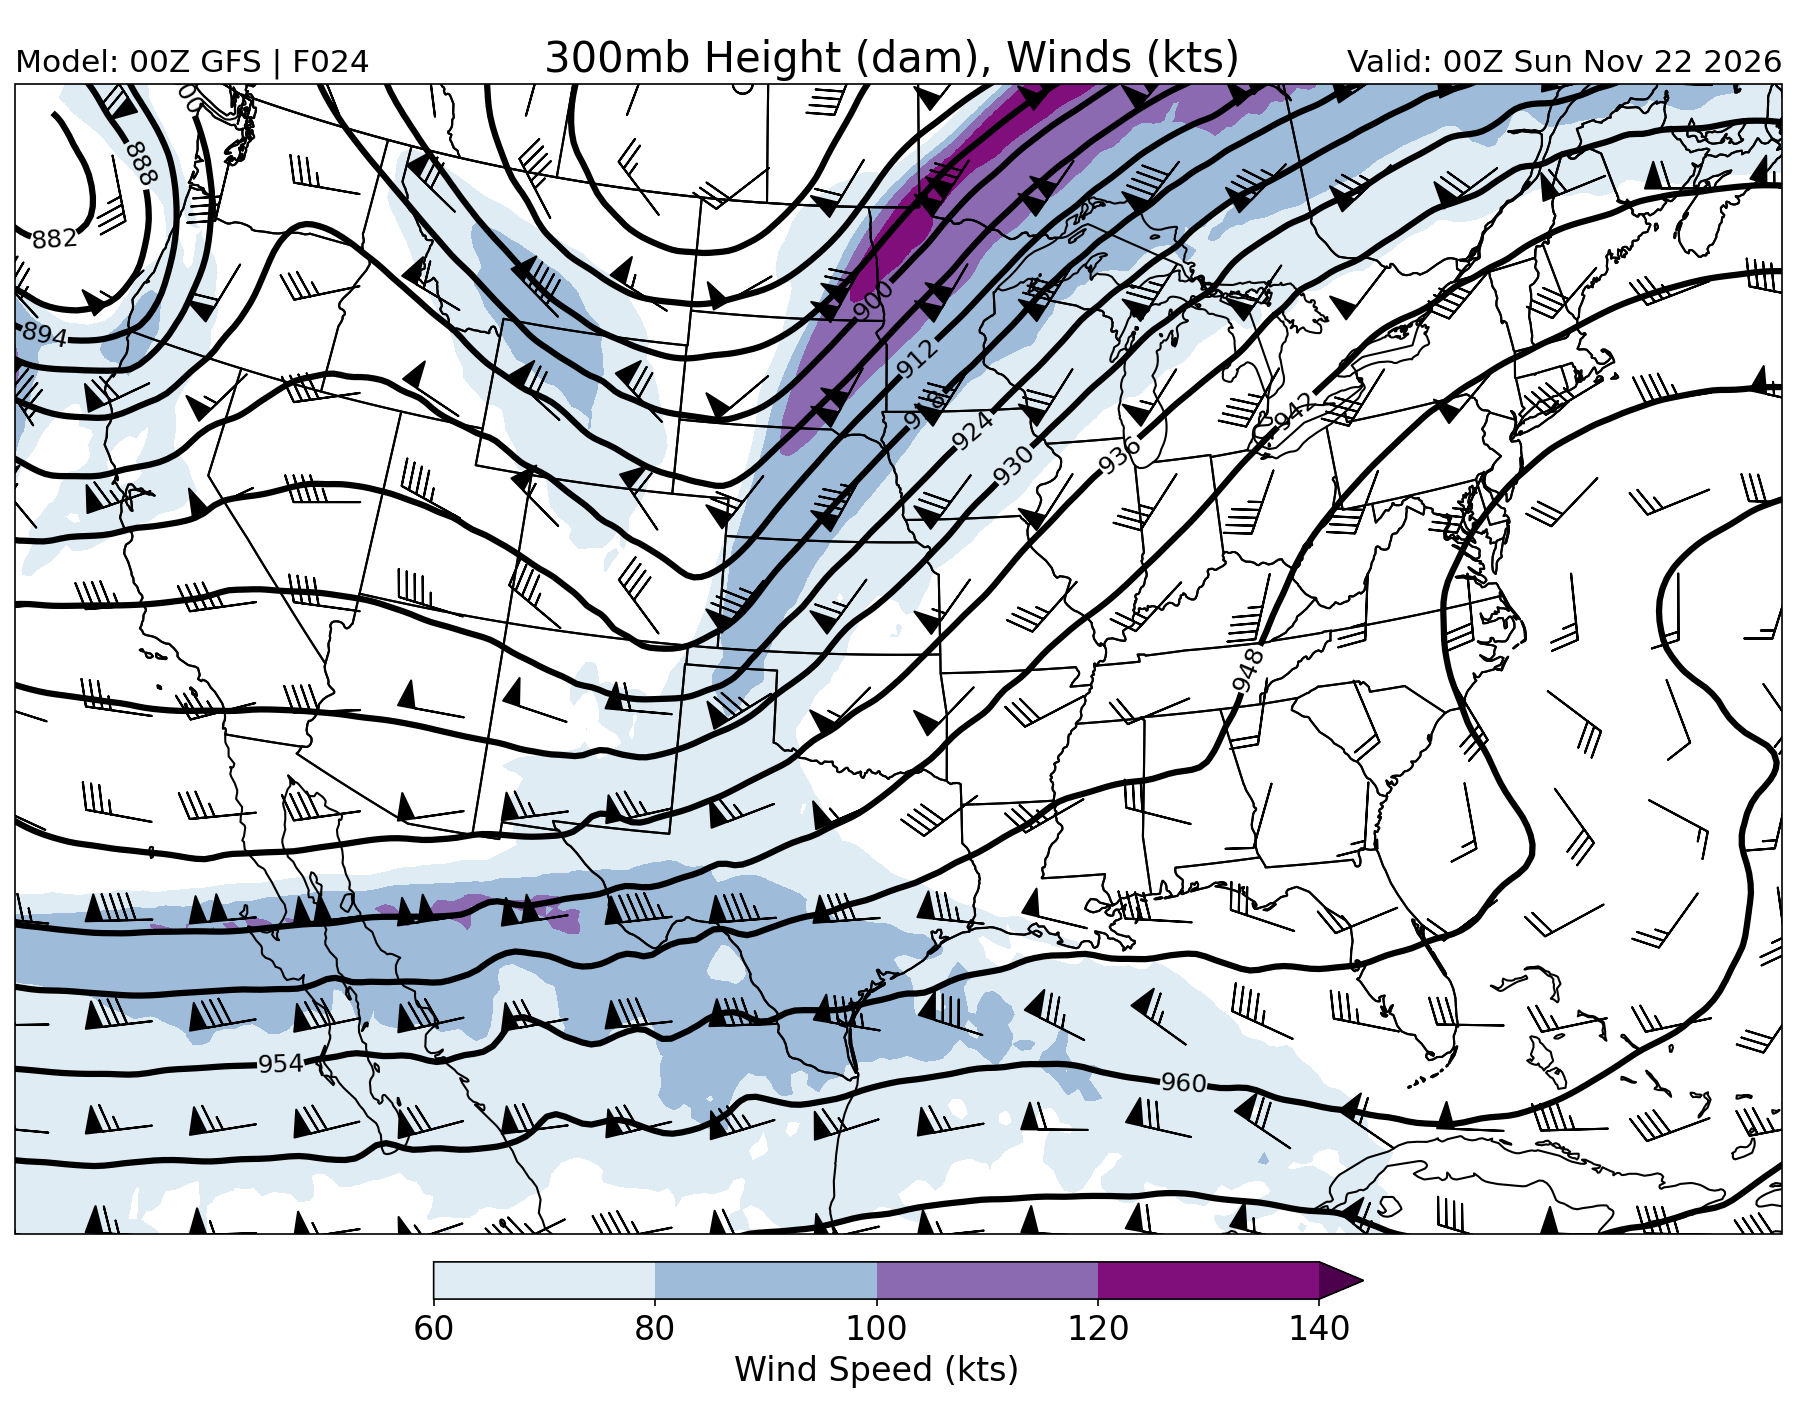 Model: 00Z GFS | F024
300mb Height (dam), Winds (kts)
Valid: 00Z Sun Nov 22 2026
888
882
894
900
912
918
924
930
936
942
948
954
960
60 80 100 120 140
Wind Speed (kts)